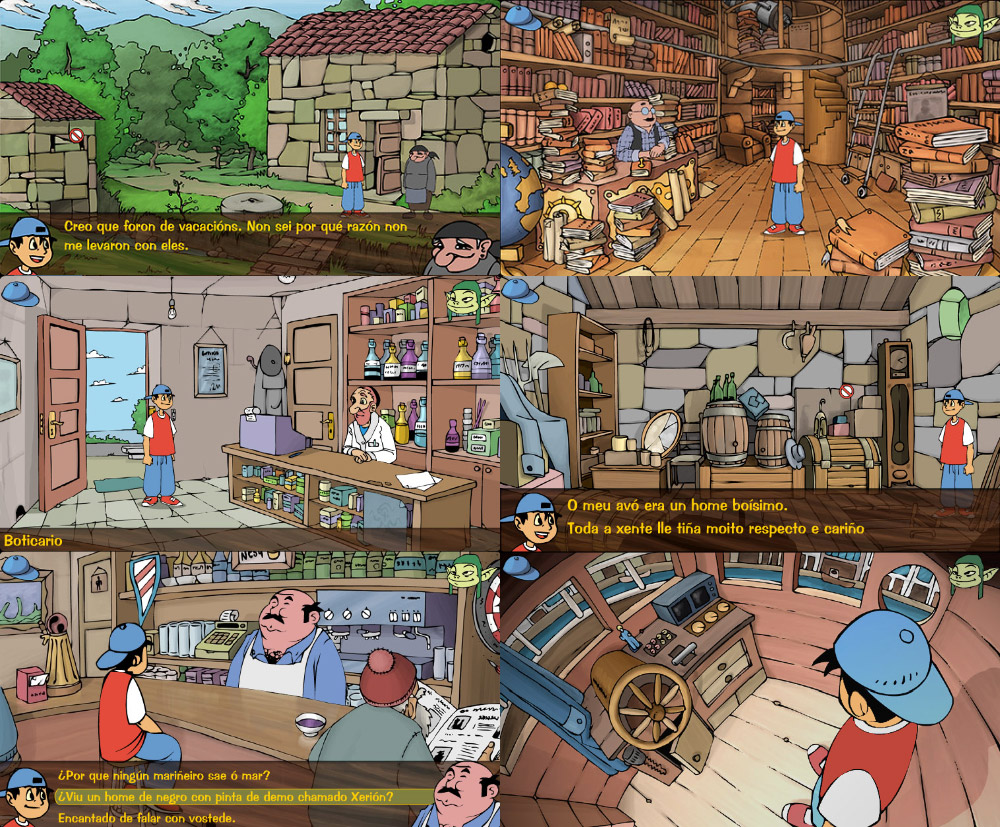 Creo que foron de vacacións. Non sei por qué razón non
me levaron con eles.
Boticario
O meu avó era un home boísimo.
Toda a xente lle tiña moito respecto e cariño
¿Por que ningún mariñeiro sae ó mar?
¿Viu un home de negro con pinta de demo chamado Xerión?
Encantado de falar con vostede.